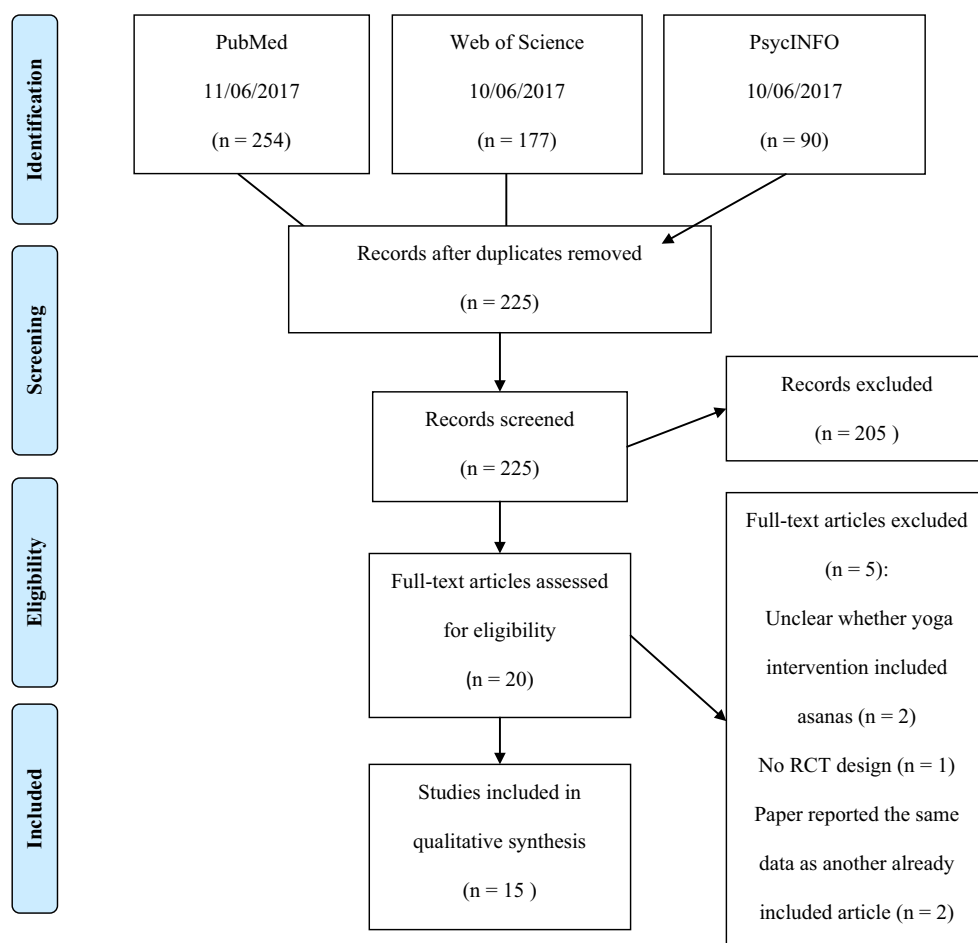 Identification
PubMed
11/06/2017
(n = 254)
Web of Science
10/06/2017
(n = 177)
PsycINFO
10/06/2017
(n = 90)
Screening
Records after duplicates removed
(n = 225)
Records screened
(n = 225)
Records excluded
(n = 205 )
Eligibility
Full-text articles assessed
for eligibility
(n = 20)
Full-text articles excluded
(n = 5):
Unclear whether yoga
intervention included
asanas (n = 2)
No RCT design (n = 1)
Paper reported the same
data as another already
included article (n = 2)
Included
Studies included in
qualitative synthesis
(n = 15 )